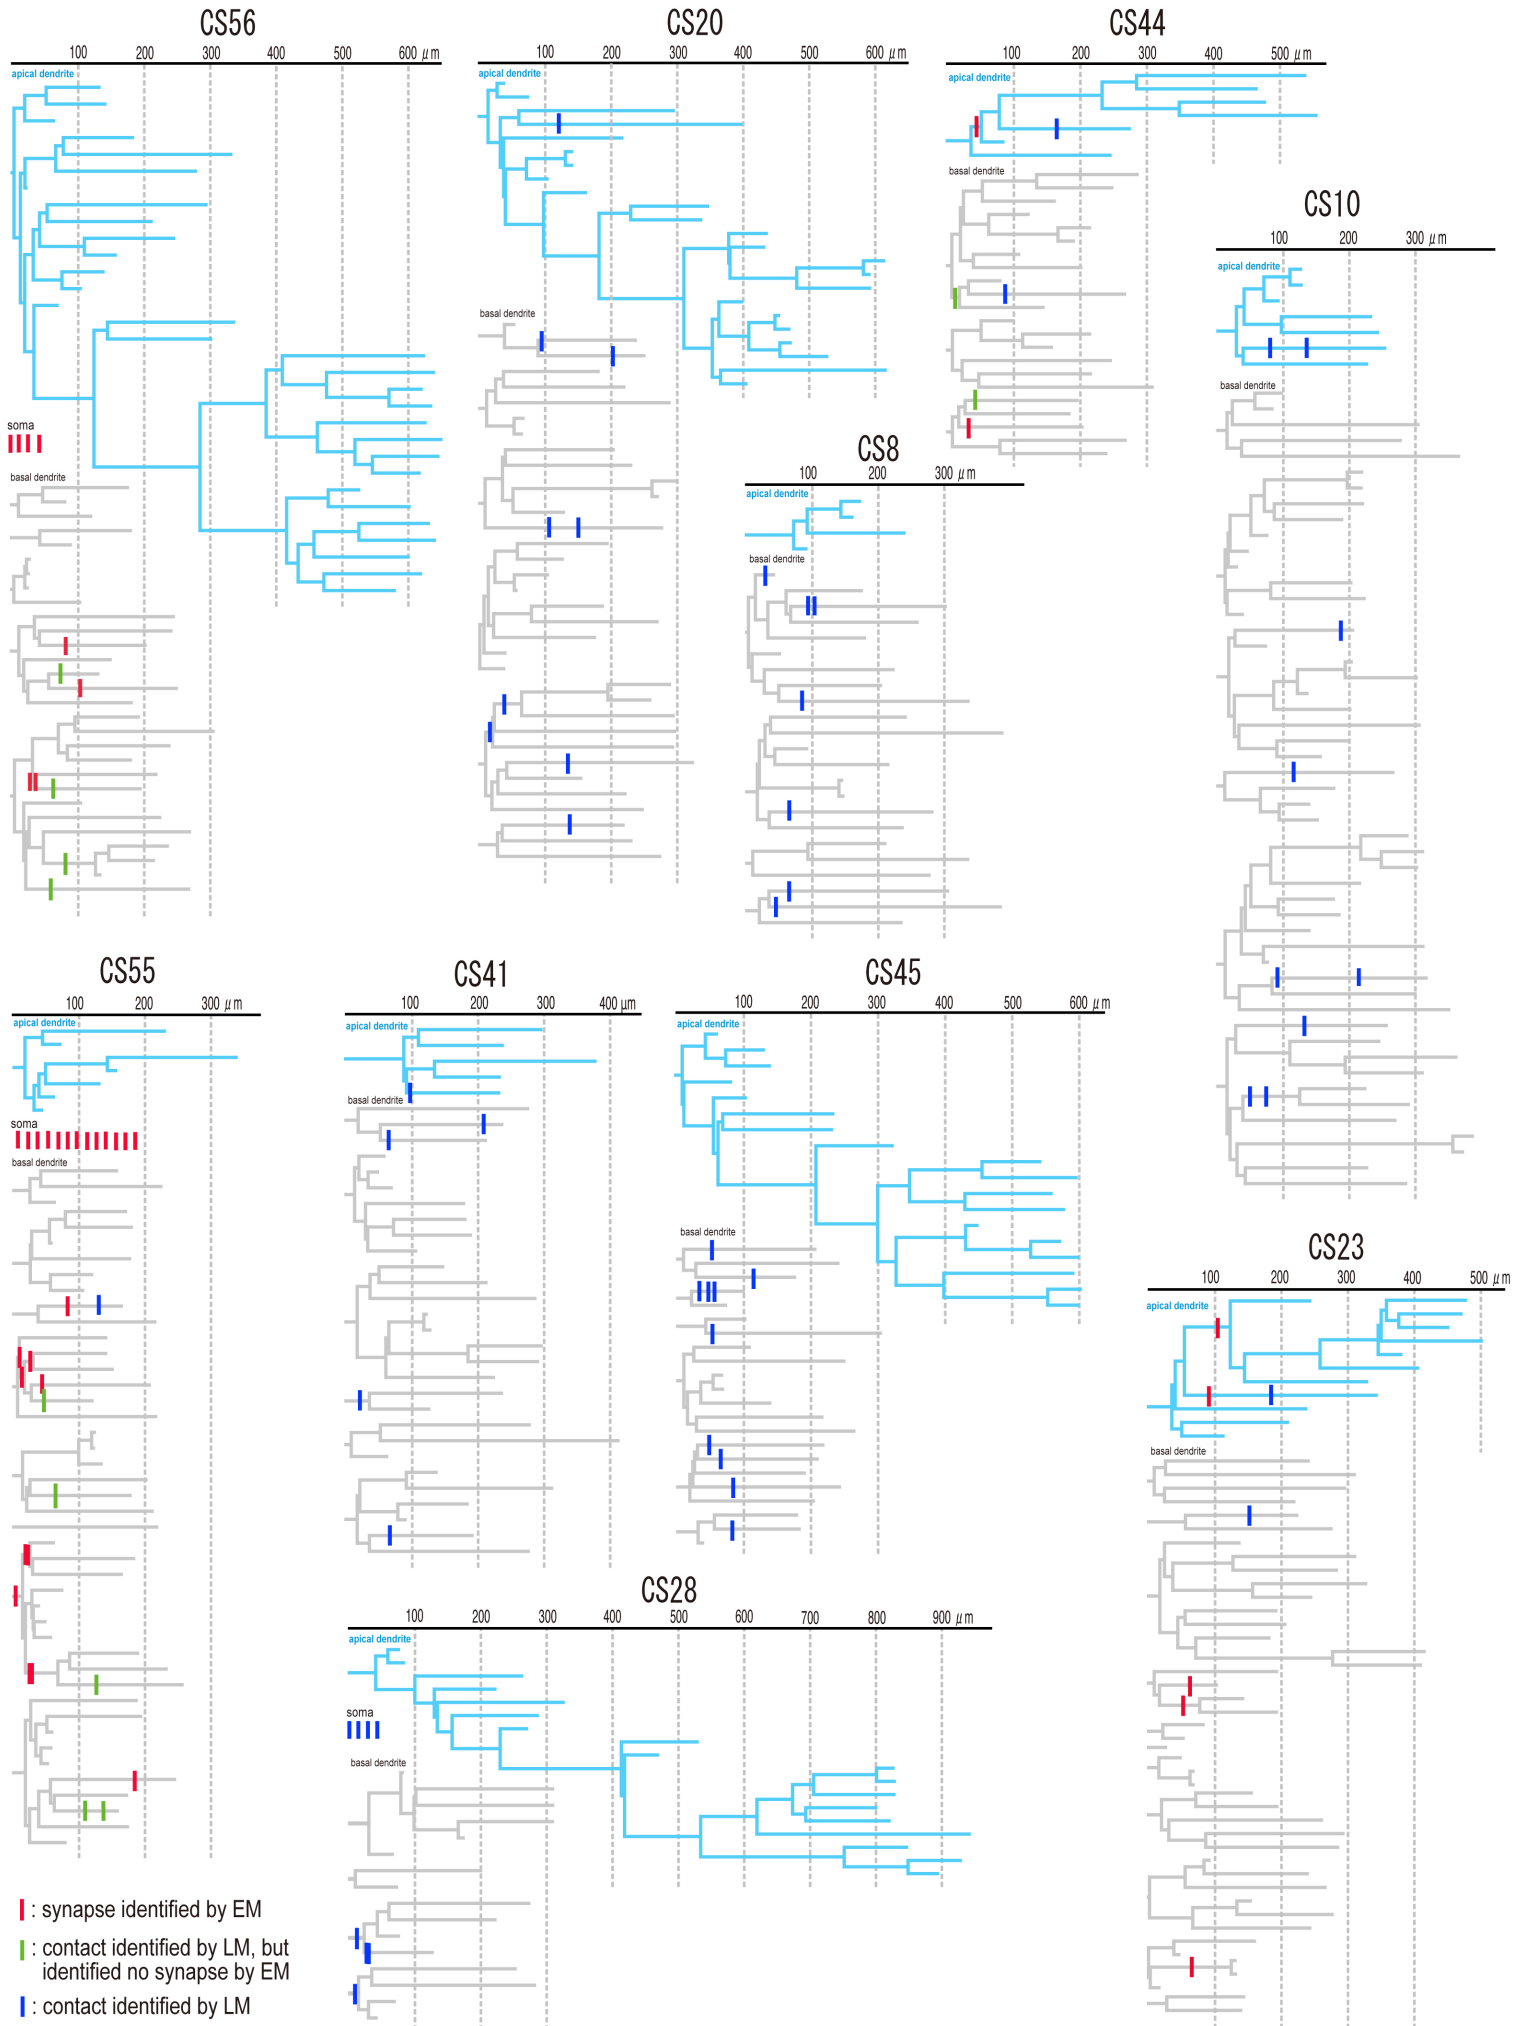 CS56
100 200 300 400 500 600 μm
apical dendrite
soma
basal dendrite
CS20
100 200 300 400 500 600 μm
apical dendrite
basal dendrite
CS44
100 200 300 400 500 μm
apical dendrite
basal dendrite
CS10
100 200 300 μm
apical dendrite
basal dendrite
CS8
100 200 300 μm
apical dendrite
basal dendrite
CS55
100 200 300 μm
apical dendrite
soma
basal dendrite
CS41
100 200 300 400 μm
apical dendrite
basal dendrite
CS45
100 200 300 400 500 600 μm
apical dendrite
basal dendrite
CS23
100 200 300 400 500 μm
apical dendrite
basal dendrite
CS28
100 200 300 400 500 600 700 800 900 μm
apical dendrite
soma
basal dendrite
: synapse identified by EM
: contact identified by LM, but
identified no synapse by EM
: contact identified by LM